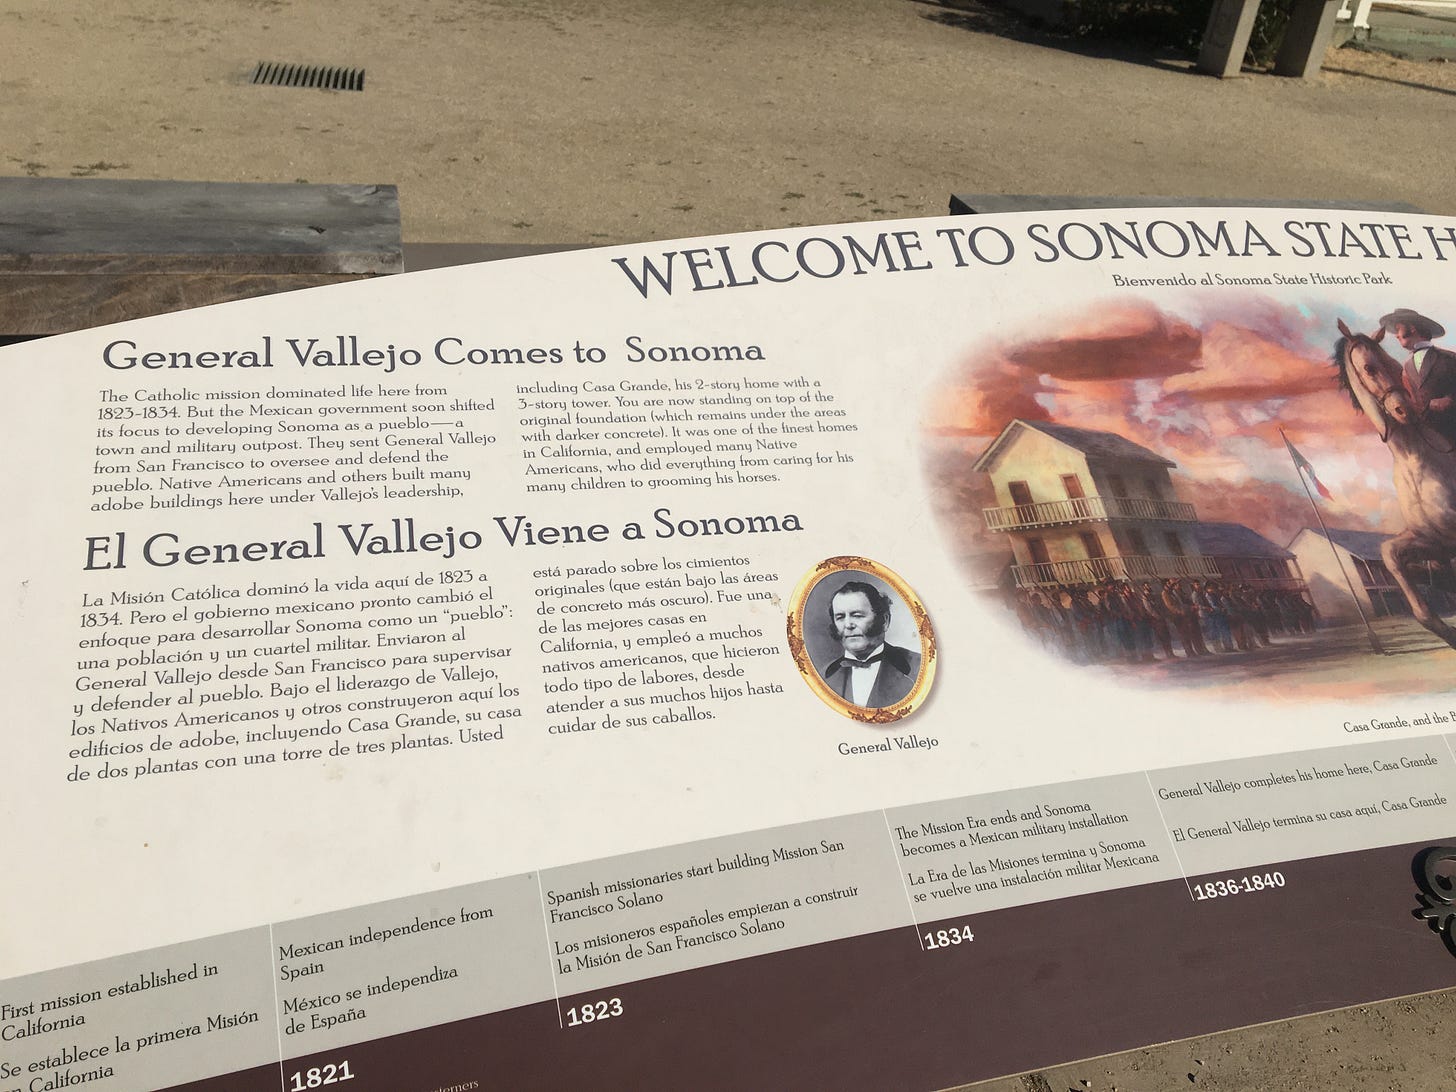 WELCOME TO SONOMA STATE
Bienvenido al Sonoma State Historic Park
General Vallejo Comes to Sonoma
The Catholic mission dominated life here from
1823-1834. But the Mexican government soon shifted
its focus to developing Sonoma as a pueblo—a
town and military outpost. They sent General Vallejo
from San Francisco to oversee and defend the
pueblo. Native Americans and others built many
adobe buildings here under Vallejo's leadership,
including Casa Grande, his 2-story home with a
3-story tower. You are now standing on top of the
original foundation (which remains under the areas
with darker concrete). It was one of the finest homes
in California, and employed many Native
Americans, who did everything from caring for his
many children to grooming his horses.
El General Vallejo Viene a Sonoma
La Misión Católica dominó la vida aquí de 1823 a
1834. Pero el gobierno mexicano pronto cambió el
enfoque para desarrollar Sonoma como un "pueblo":
una población y un cuartel militar. Enviaron al
General Vallejo desde San Francisco para supervisar
y defender al pueblo. Bajo el liderazgo de Vallejo,
los Nativos Americanos y otros construyeron aquí los
edificios de adobe, incluyendo Casa Grande, su casa
de dos plantas con una torre de tres plantas. Usted
está parado sobre los cimientos
originales (que están bajo las áreas
de concreto más oscuro). Fue una
de las mejores casas en
California, y empleó a muchos
nativos americanos, que hicieron
todo tipo de labores, desde
atender a sus muchos hijos hasta
cuidar de sus caballos.
General Vallejo
Casa Grande, and the
First mission established in
California
Se establece la primera Misión
California
Mexican independence from
Spain
México se independiza
de España
1821
Spanish missionaries start building Mission San
Francisco Solano
Los misioneros españoles empiezan a construir
la Misión de San Francisco Solano
1823
The Mission Era ends and Sonoma
becomes a Mexican military installation
La Era de las Misiones termina y Sonoma
se vuelve una instalación militar Mexicana
1834
General Vallejo completes his home here, Casa Grande
El General Vallejo termina su casa aquí, Casa Grande
1836-1840